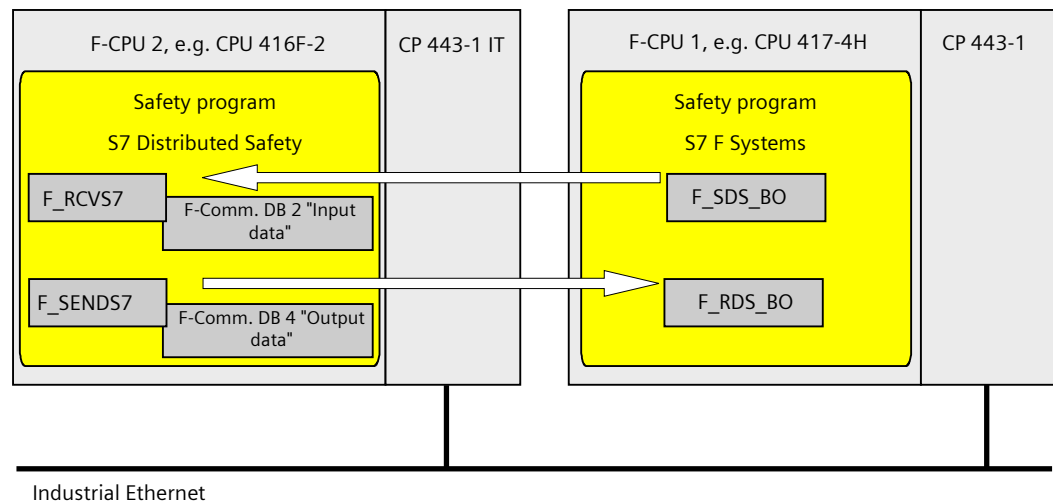 F-CPU 2, e.g. CPU 416F-2
CP 443-1 IT
Safety program
S7 Distributed Safety
F_RCVS7
F-Comm. DB 2 "Input
data"
F_SENDS7
F-Comm. DB 4 "Output
data"
F-CPU 1, e.g. CPU 417-4H
CP 443-1
Safety program
S7 F Systems
F_SDS_BO
F_RDS_BO
Industrial Ethernet